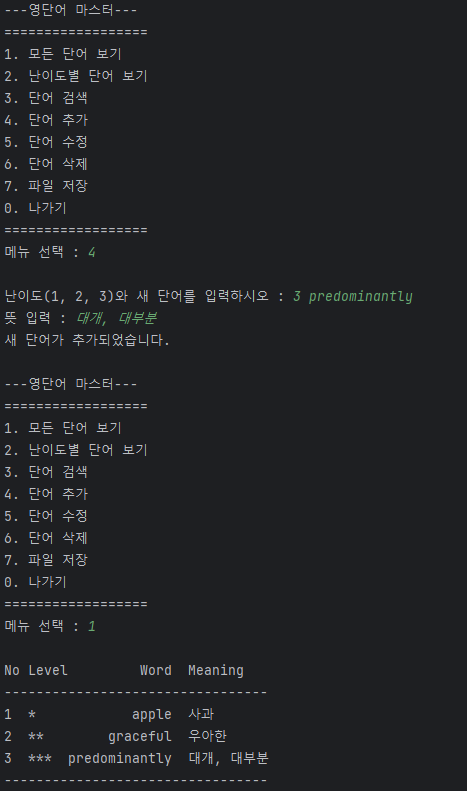 ---영단어 마스터---
==================
1. 모든 단어 보기
2. 난이도별 단어 보기
3. 단어 검색
4. 단어 추가
5. 단어 수정
6. 단어 삭제
7. 파일 저장
0. 나가기
==================
메뉴 선택 : 4
난이도(1, 2, 3)와 새 단어를 입력하시오 : 3 predominantly
뜻 입력 : 대개, 대부분
새 단어가 추가되었습니다.
---영단어 마스터---
==================
1. 모든 단어 보기
2. 난이도별 단어 보기
3. 단어 검색
4. 단어 추가
5. 단어 수정
6. 단어 삭제
7. 파일 저장
0. 나가기
==================
메뉴 선택 : 1
No Level         Word  Meaning
---------------------------------
1  *            apple  사과
2  **        graceful  우아한
3  ***  predominantly  대개, 대부분
---------------------------------